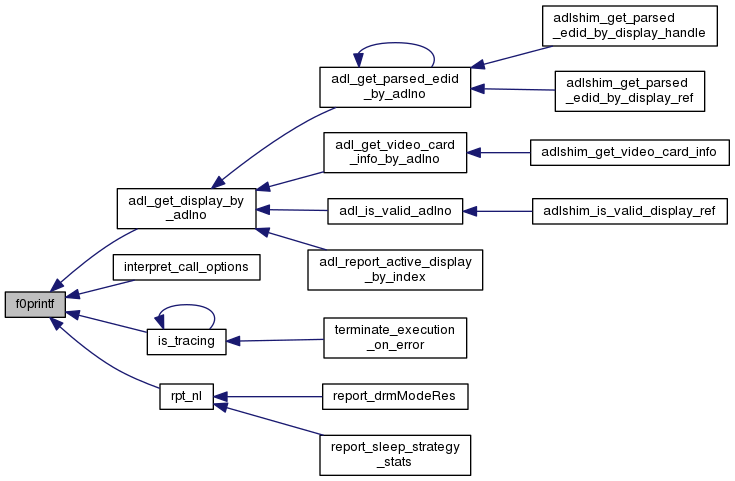 f0printf
adl_get_display_by
_adlno
adl_get_parsed_edid
_by_adlno
adlshim_get_parsed
_edid_by_display_handle
adlshim_get_parsed
_edid_by_display_ref
adl_get_video_card
_info_by_adlno
adlshim_get_video_card_info
adl_is_valid_adlno
adlshim_is_valid_display_ref
adl_report_active_display
_by_index
interpret_call_options
is_tracing
terminate_execution
_on_error
rpt_nl
report_drmModeRes
report_sleep_strategy
_stats